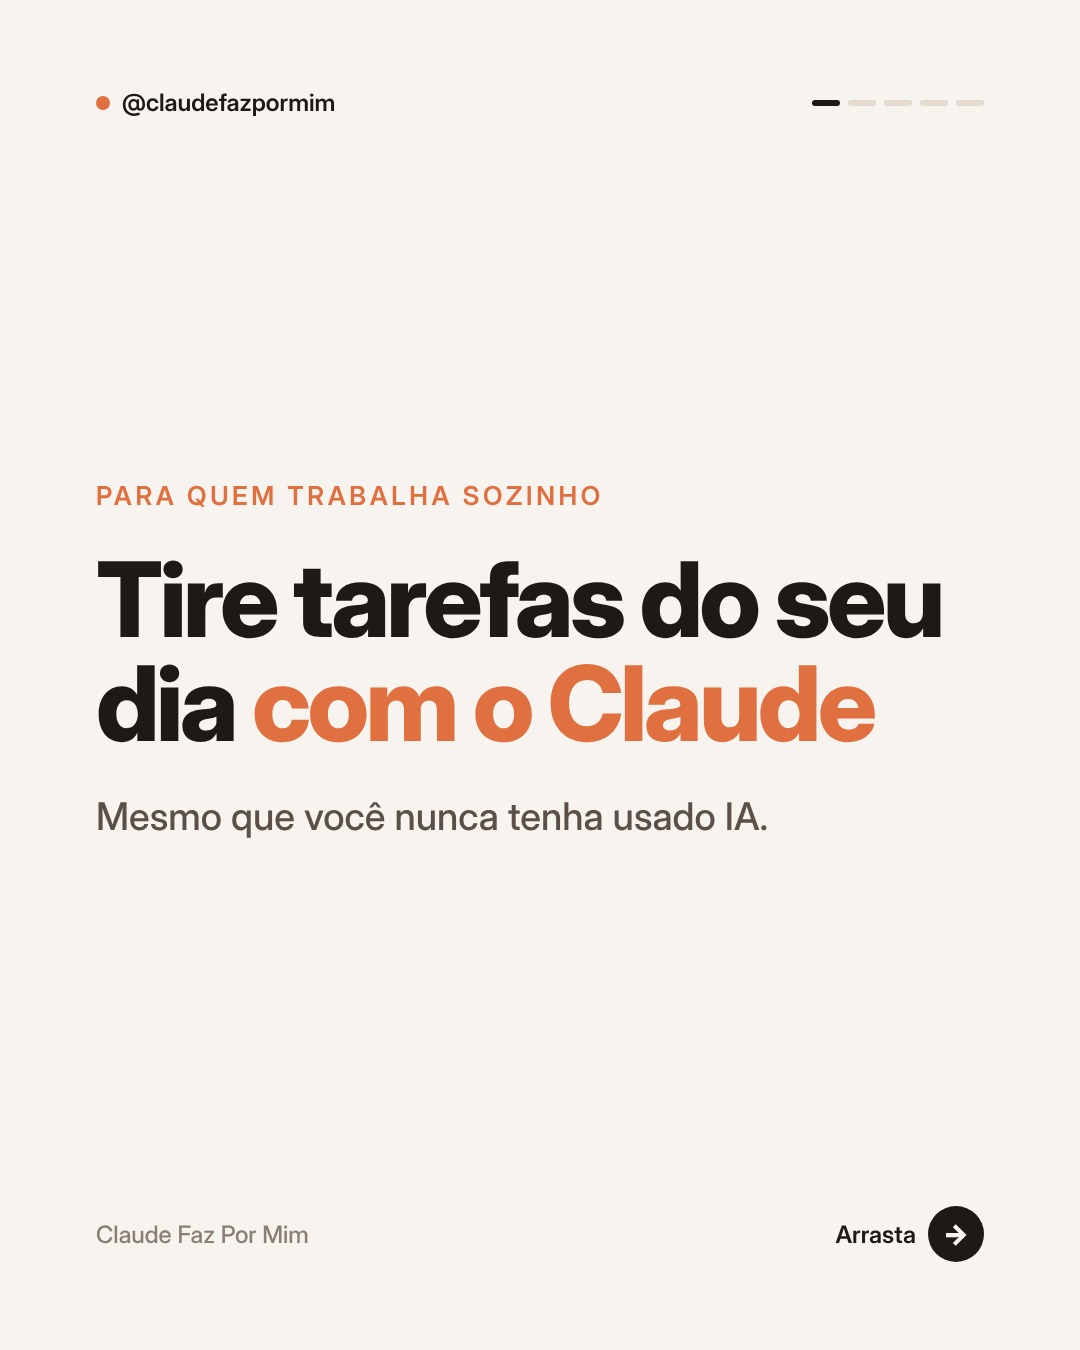 @claudefazpormim
PARA QUEM TRABALHA SOZINHO
Tire tarefas do seu
dia com o Claude
Mesmo que você nunca tenha usado IA.
Claude Faz Por Mim
Arrasta